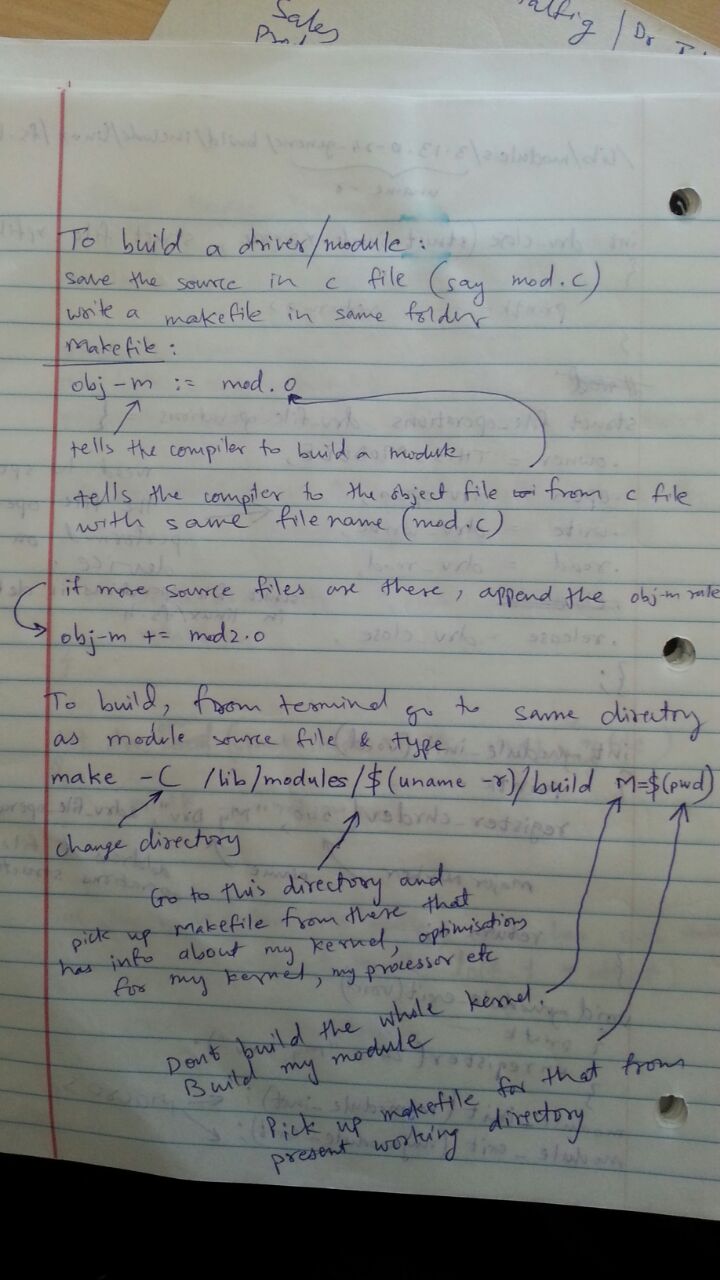 Sales
Dr
To build a driver/module:
save the source in c file (say mod.c)
write a makefile in same folder
makefile:
obj-m := mod.o
tells the compiler to build a module
tells the compiler to the object file from c file
with same filename (mod.c)
if more source files are there, append the obj-m rule
obj-m += mod2.o
To build, from terminal go to same directory
as module source file & type
make -C /lib/modules/$(uname -r)/build M=$(pwd)
change directory
Go to this directory and
pick up makefile from there that
has info about my kernel, optimisations
for my kernel, my processor etc
Dont build the whole kernel.
Build my module
Pick up makefile for that from
present working directory